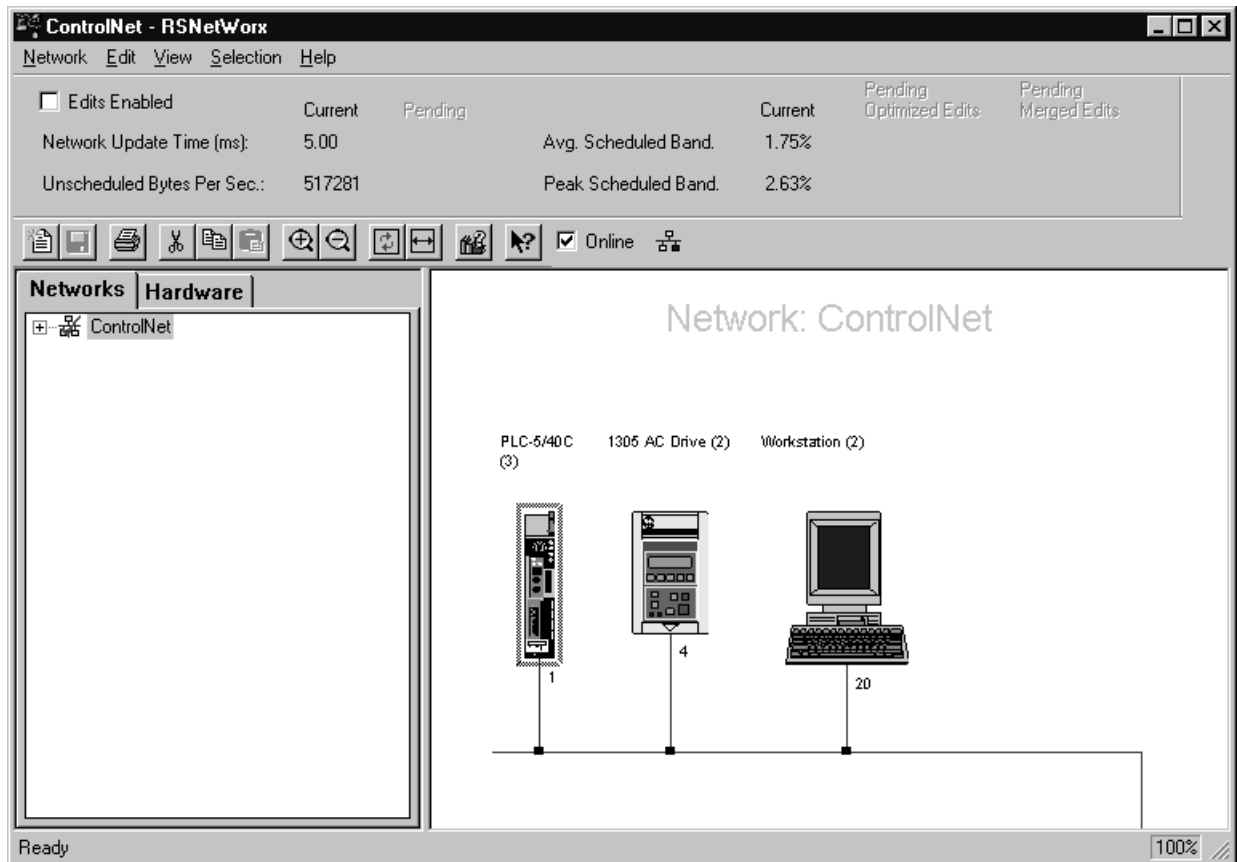 ControlNet - RSNetWorx
Network Edit View Selection Help
Edits Enabled Current Pending Current Pending Optimized Edits Pending Merged Edits
Network Update Time (ms): 5.00 Avg. Scheduled Band. 1.75%
Unscheduled Bytes Per Sec.: 517281 Peak Scheduled Band. 2.63%
Online
Networks Hardware
ControlNet
Network: ControlNet
PLC-5/40C 1305 AC Drive (2) Workstation (2)
(3)
4
1
20
Ready 100%